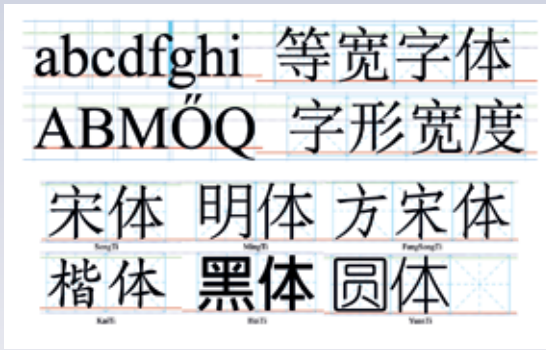 abcdfghi 等宽字体
ABMŐQ 字形宽度
宋体 明体 方宋体
SongTi MingTi FangSongTi
楷体 黑体 圆体
KaiTi HeiTi YuanTi